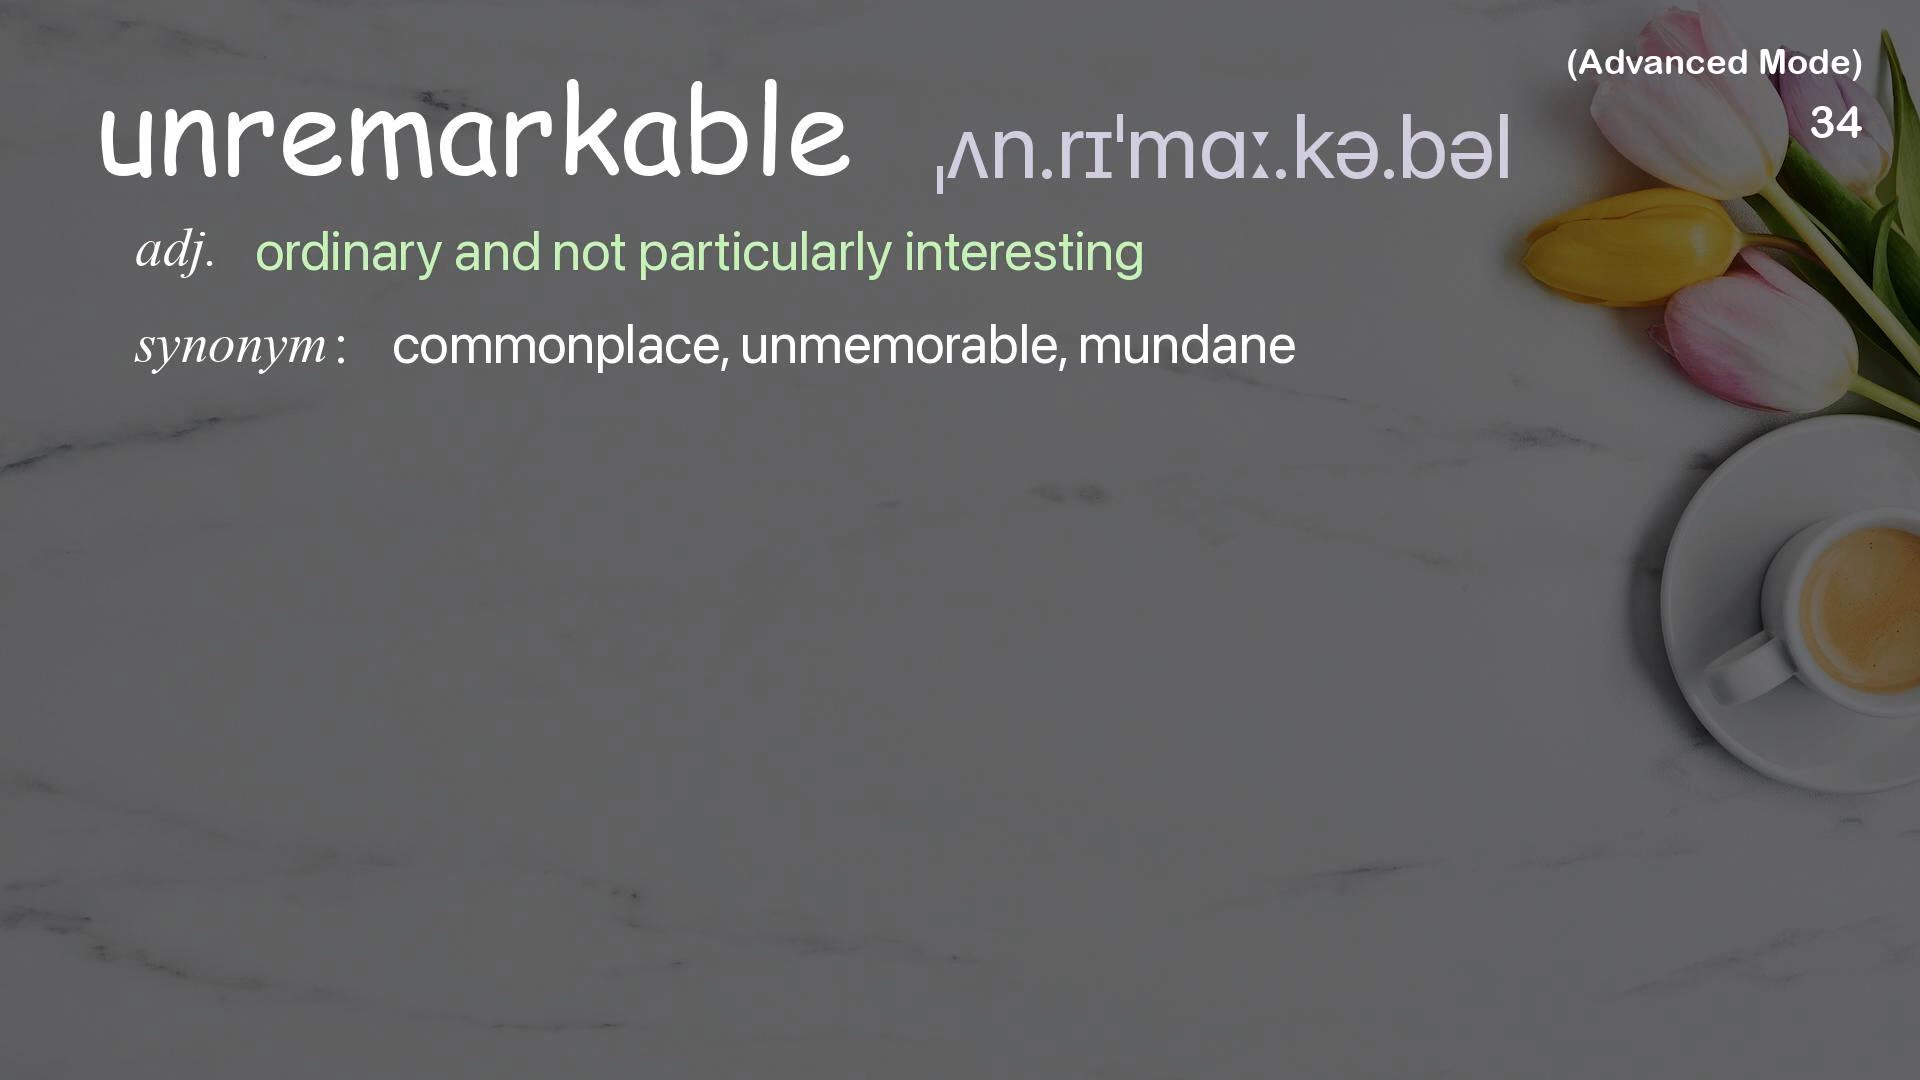 (Advanced Mode)
unremarkable ˌʌn.rɪˈmɑː.kə.bəl 34
adj. ordinary and not particularly interesting
synonym : commonplace, unmemorable, mundane